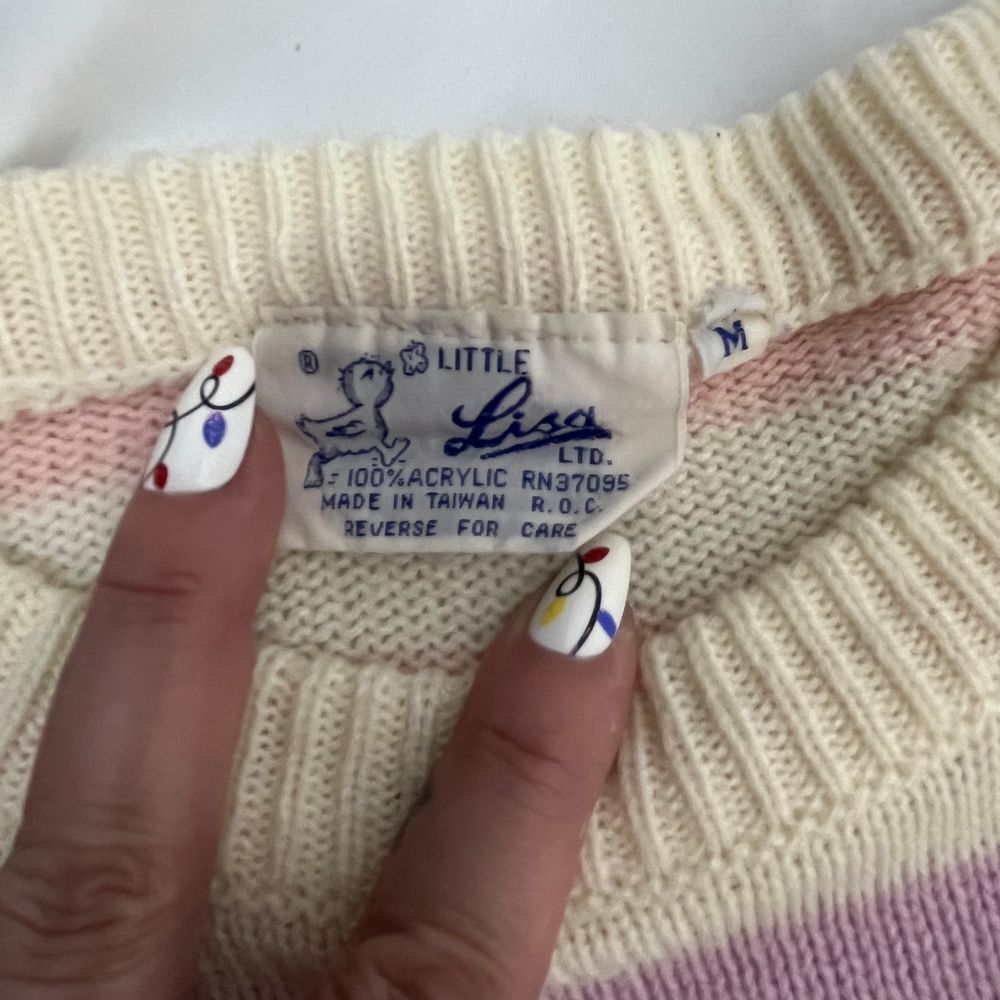 ® LITTLE
Lisa
LTD.
100% ACRYLIC RN37095
MADE IN TAIWAN R.O.C.
REVERSE FOR CARE
M